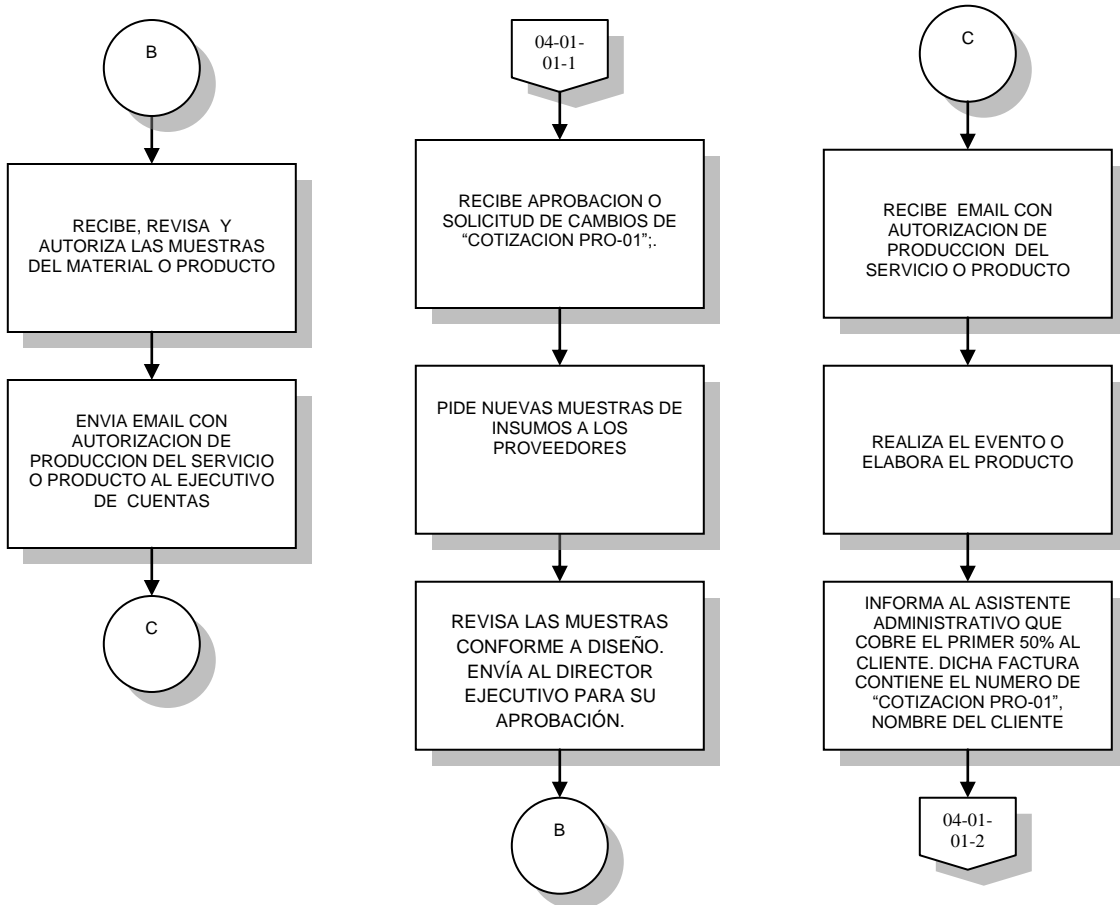 B
RECIBE, REVISA Y
AUTORIZA LAS MUESTRAS
DEL MATERIAL O PRODUCTO
ENVIA EMAIL CON
AUTORIZACION DE
PRODUCCION DEL SERVICIO
O PRODUCTO AL EJECUTIVO
DE CUENTAS
C
04-01-
01-1
RECIBE APROBACION O
SOLICITUD DE CAMBIOS DE
“COTIZACION PRO-01”;.
PIDE NUEVAS MUESTRAS DE
INSUMOS A LOS
PROVEEDORES
REVISA LAS MUESTRAS
CONFORME A DISEÑO.
ENVÍA AL DIRECTOR
EJECUTIVO PARA SU
APROBACIÓN.
B
C
RECIBE EMAIL CON
AUTORIZACION DE
PRODUCCION DEL
SERVICIO O PRODUCTO
REALIZA EL EVENTO O
ELABORA EL PRODUCTO
INFORMA AL ASISTENTE
ADMINISTRATIVO QUE
COBRE EL PRIMER 50% AL
CLIENTE. DICHA FACTURA
CONTIENE EL NUMERO DE
“COTIZACION PRO-01”,
NOMBRE DEL CLIENTE
04-01-
01-2